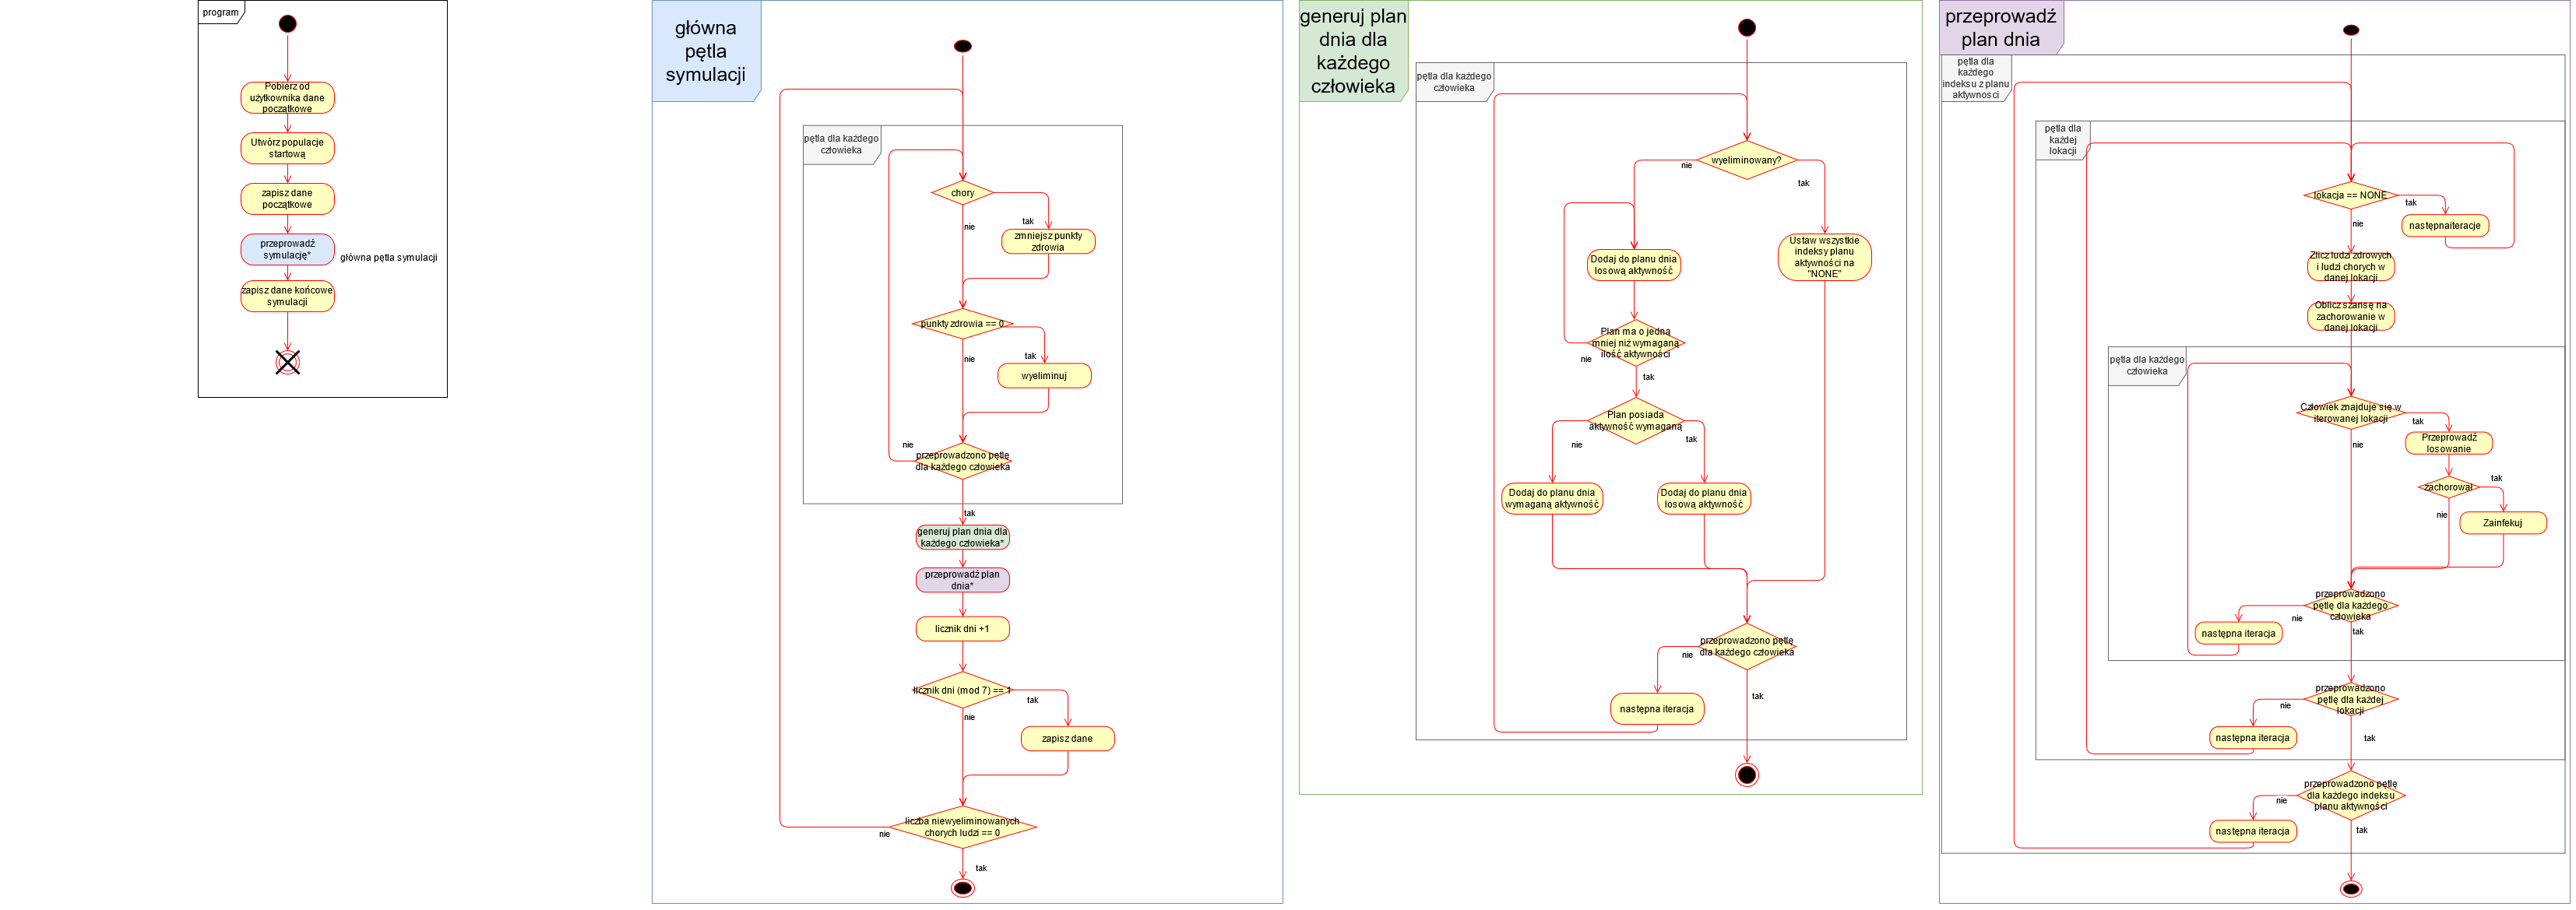 program
Pobierz od
użytkownika dane
początkowe
Utwórz populacje
startową
zapisz dane
początkowe
przeprowadź
symulację*
główna pętla symulacji
zapisz dane końcowe
symulacji
główna
pętla
symulacji
pętla dla każdego
człowieka
chory
tak
nie
zmniejsz punkty
zdrowia
punkty zdrowia == 0
tak
nie
wyeliminuj
nie
przeprowadzono pętlę
dla każdego człowieka
tak
generuj plan dnia dla
każdego człowieka*
przeprowadź plan
dnia*
licznik dni +1
licznik dni (mod 7) == 1
tak
nie
zapisz dane
liczba niewyeliminowanych
chorych ludzi == 0
nie
tak
generuj plan
dnia dla
każdego
człowieka
pętla dla każdego
człowieka
wyeliminowany?
nie
tak
Dodaj do planu dnia
losową aktywność
Ustaw wszystkie
indeksy planu
aktywności na
"NONE"
Plan ma o jedną
mniej niż wymaganą
ilość aktywności
nie
tak
Plan posiada
aktywność wymaganą
nie
tak
Dodaj do planu dnia
wymaganą aktywność
Dodaj do planu dnia
losową aktywność
przeprowadzono pętlę
dla każdego człowieka
nie
tak
następna iteracja
przeprowadź
plan dnia
pętla dla
każdego
indeksu z planu
aktywnosci
pętla dla
każdej
lokacji
lokacja == NONE
tak
nie
następnaiteracje
Zlicz ludzi zdrowych
i ludzi chorych w
danej lokacji
Oblicz szansę na
zachorowanie w
danej lokacji
pętla dla każdego
człowieka
Człowiek znajduje się w
iterowanej lokacji
tak
nie
Przeprowadź
losowanie
zachorował
tak
nie
Zainfekuj
przeprowadzono
pętlę dla każdego
człowieka
nie
tak
następna iteracja
przeprowadzono
pętlę dla każdej
lokacji
nie
tak
następna iteracja
przeprowadzono pętlę
dla każdego indeksu
planu aktywności
nie
tak
następna iteracja